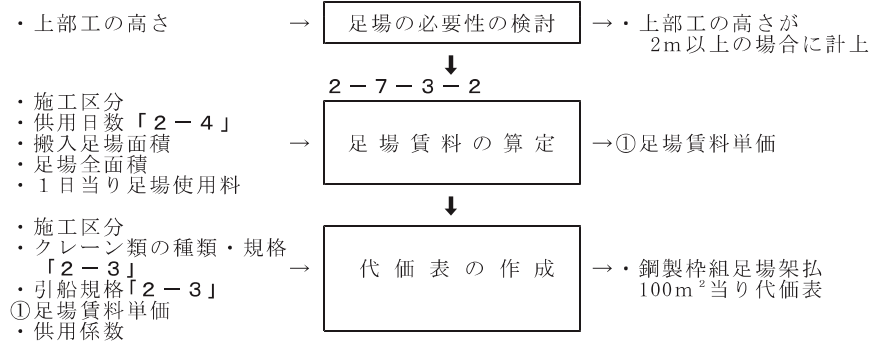 ・上部工の高さ → 足場の必要性の検討 →・上部工の高さが
2m以上の場合に計上
⬇
2－7－3－2
・施工区分
・供用日数「2－4」
・搬入足場面積 → 足場賃料の算定 →①足場賃料単価
・足場全面積
・1日当り足場使用料
⬇
・施工区分
・クレーン類の種類・規格
「2－3」 → 代価表の作成 →・鋼製枠組足場架払
・引船規格「2－3」 100m²当り代価表
①足場賃料単価
・供用係数